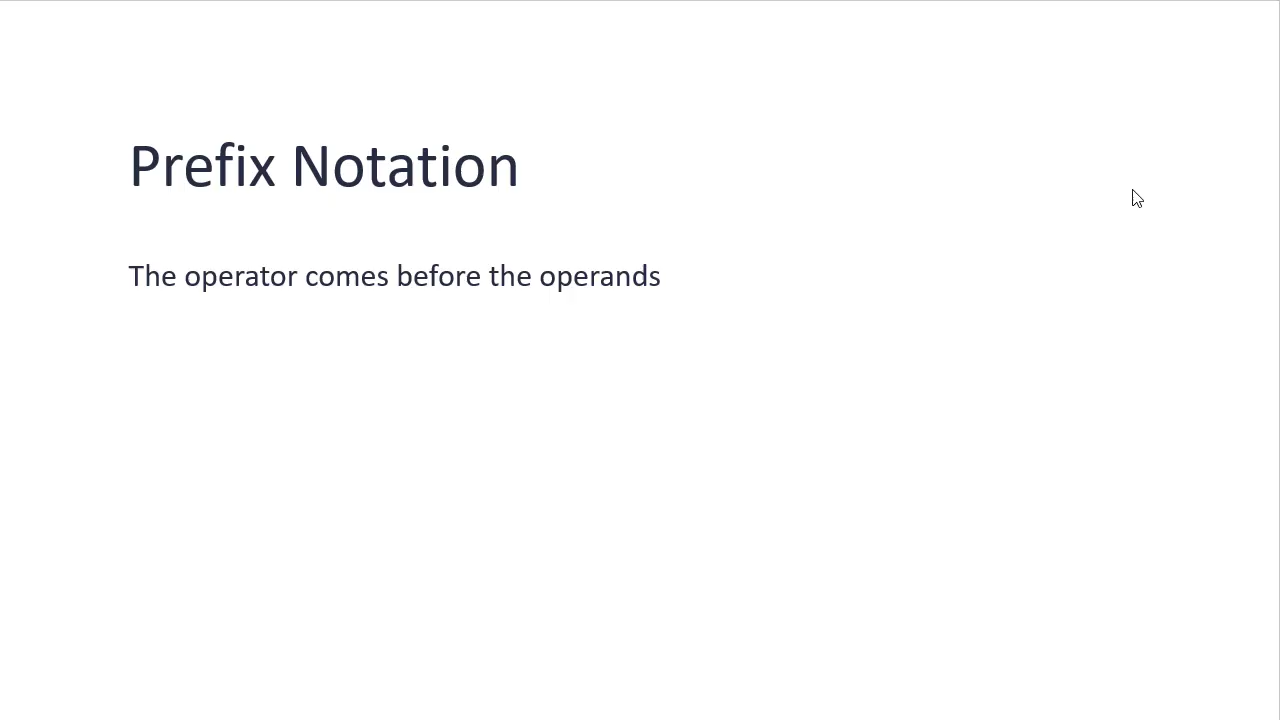 Prefix Notation
The operator comes before the operands